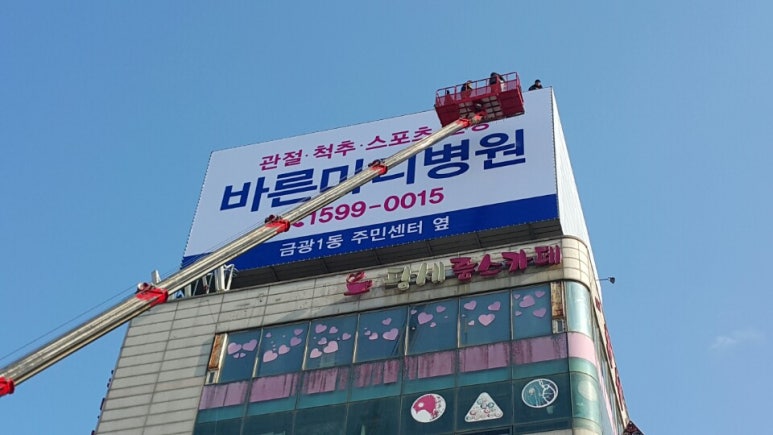 관절·척추·스포츠
바른마디병원
1599-0015
금광1동 주민센터 옆